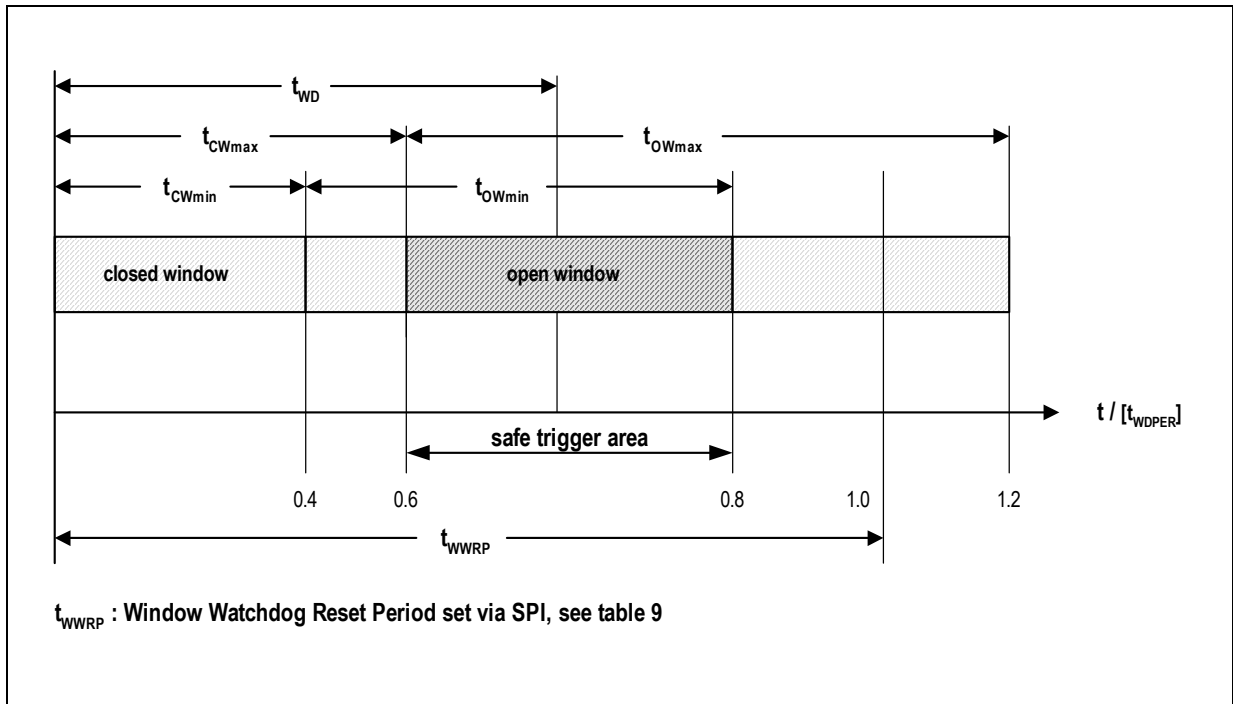 tWD
tCWmax tOWmax
tCWmin tOWmin
closed window open window
t / [tWDPER]
safe trigger area
0.4 0.6 0.8 1.0 1.2
tWWRP
tWWRP : Window Watchdog Reset Period set via SPI, see table 9